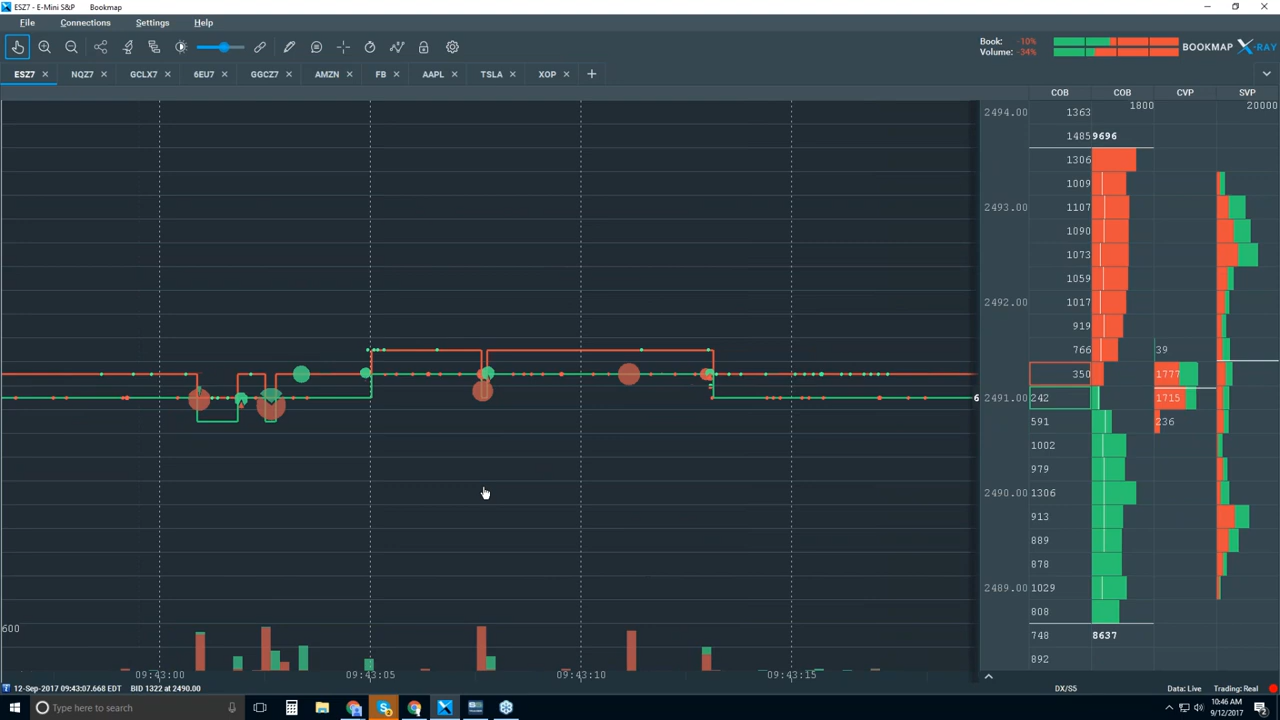 ESZ7 - E-Mini S&P Bookmap
File Connections Settings Help
Book: -10%
Volume: -34%
BOOKMAP X-RAY
ESZ7 NQZ7 GCLX7 6EU7 GGCZ7 AMZN FB AAPL TSLA XOP
COB COB CVP SVP
1800 20000
2494.00 1363
1485 9696
1306
1009
2493.00 1107
1090
1073
1059
2492.00 1017
919
766 39
350 1777
6 2491.00 242 1715
591 236
1002
979
2490.00 1306
913
889
878
2489.00 1029
808
600 748 8637
892
09:43:00 09:43:05 09:43:10 09:43:15
12-Sep-2017 09:43:07.668 EDT BID 1322 at 2490.00 DX/S5 Data: Live Trading: Real
Type here to search
10:46 AM
9/12/2017
2